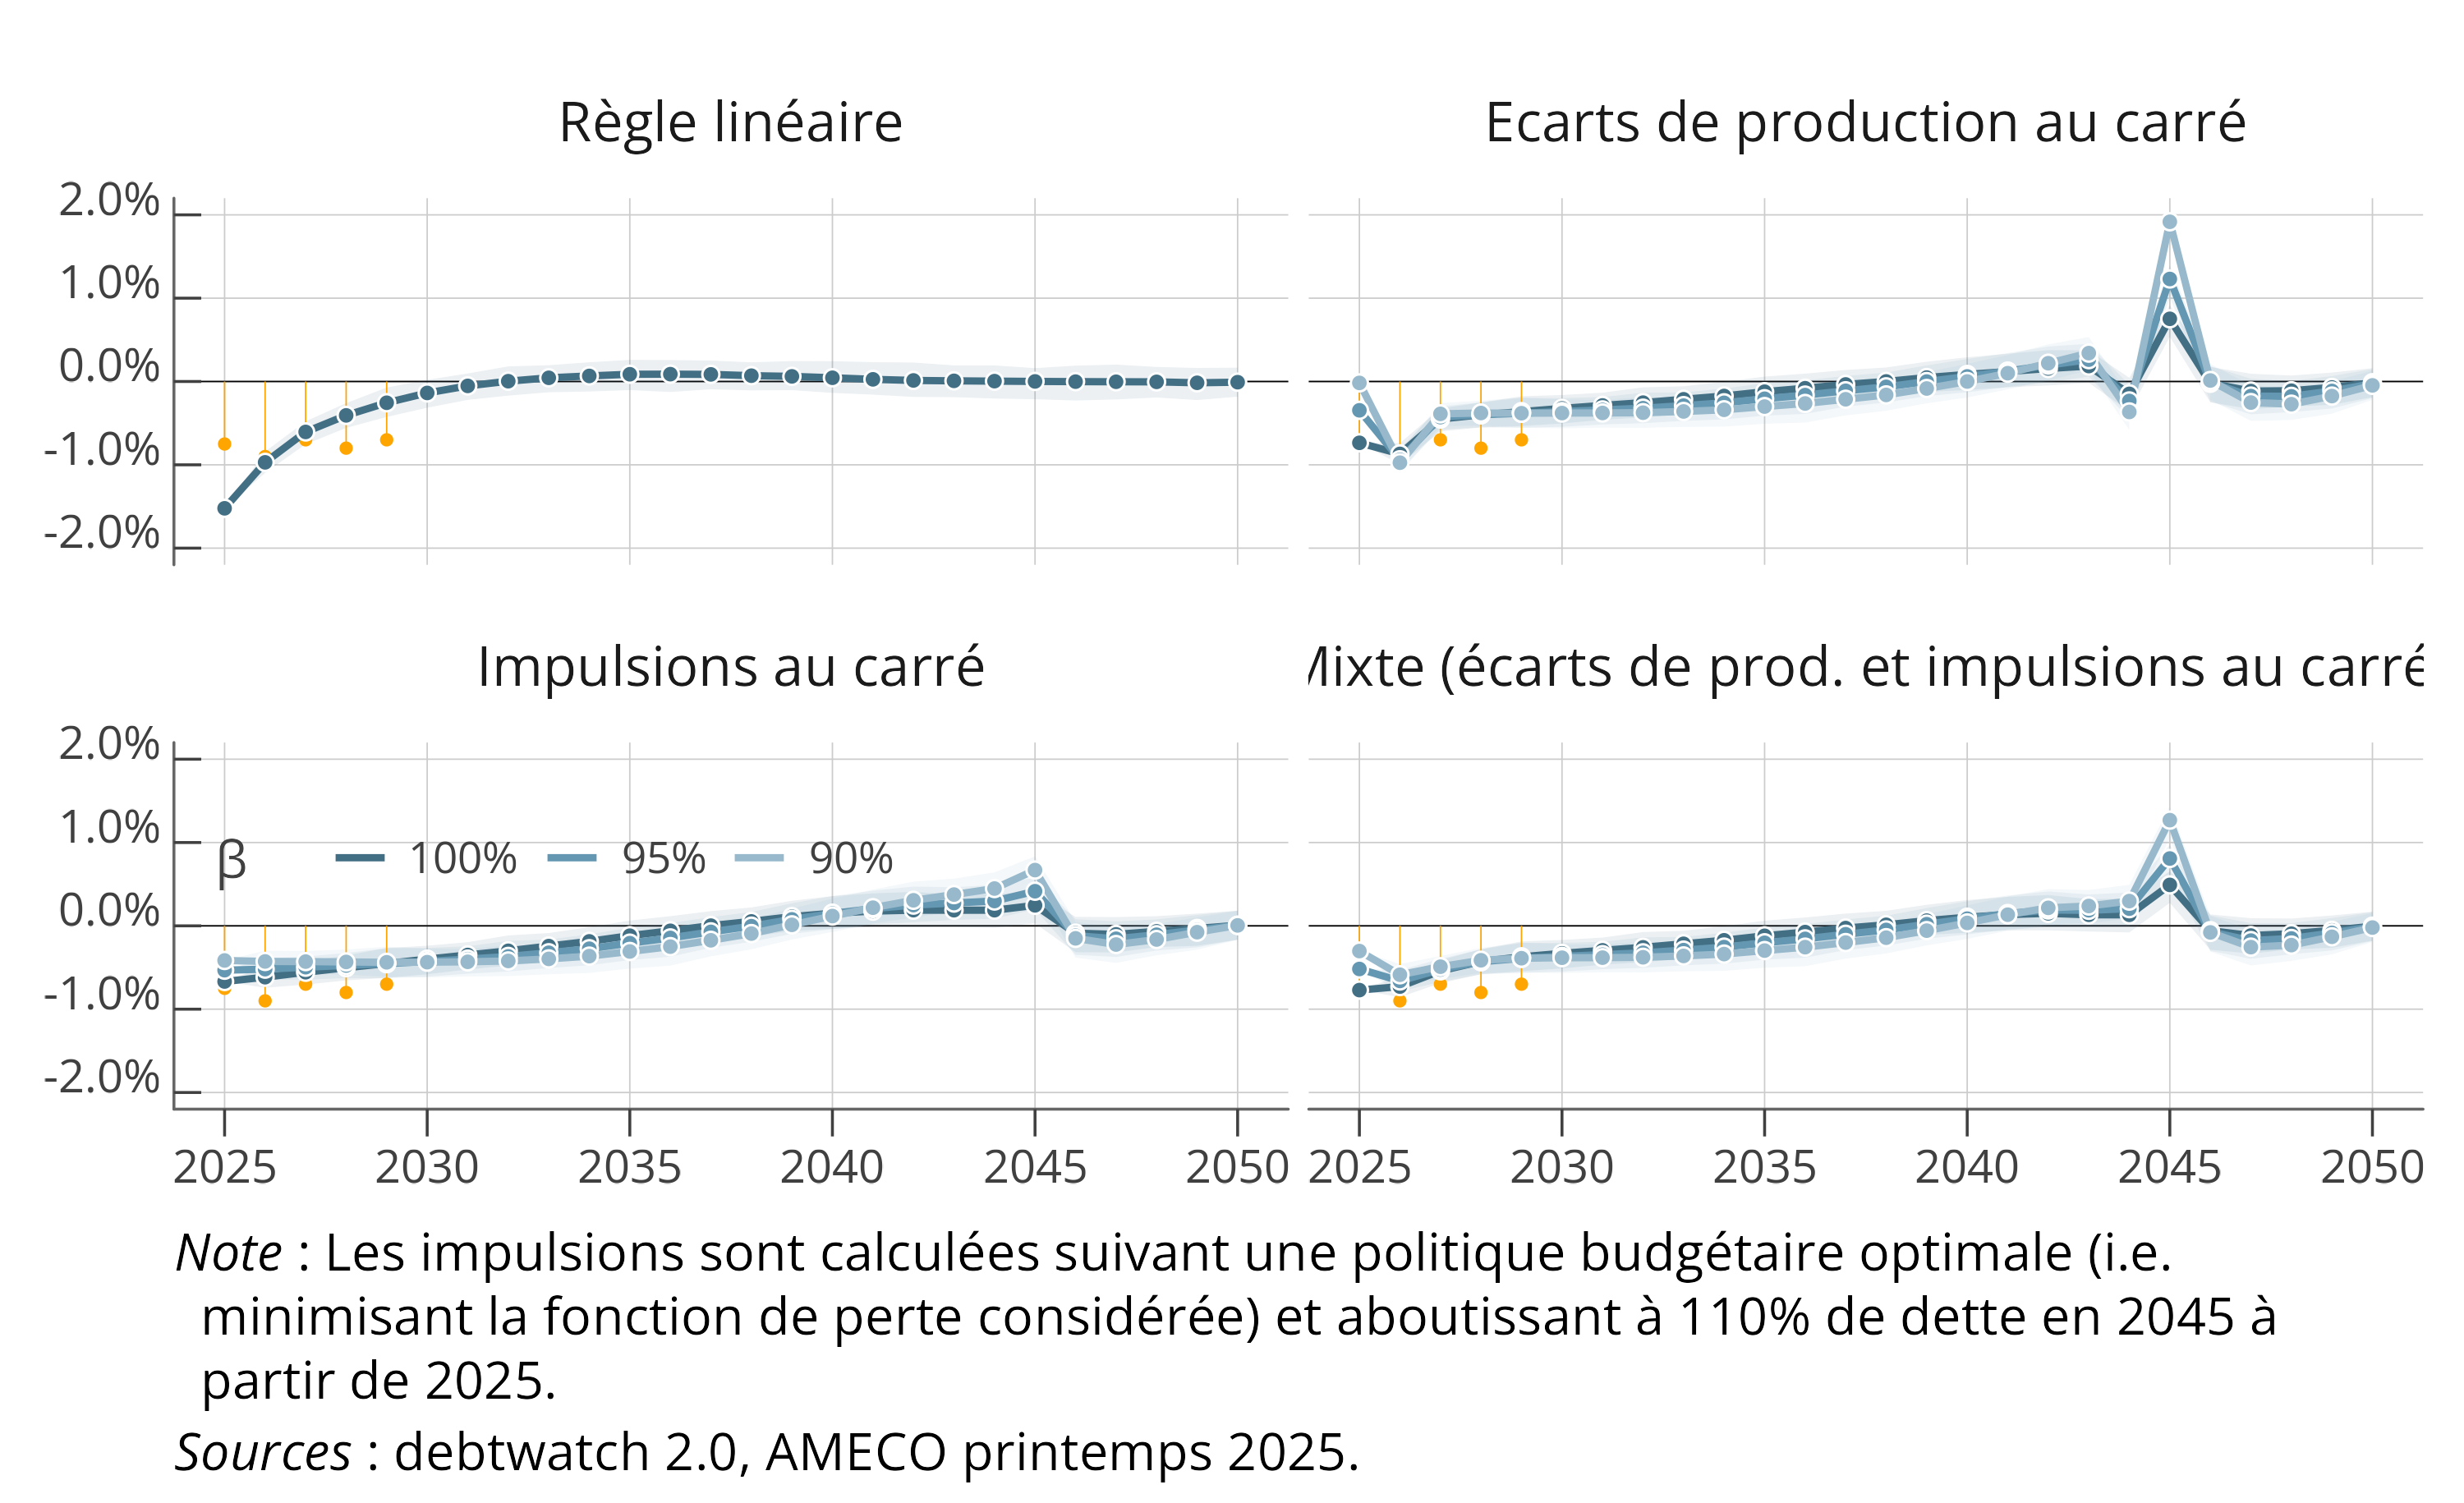 Règle linéaire
Ecarts de production au carré
2.0%
1.0%
0.0%
-1.0%
-2.0%
Impulsions au carré
Mixte (écarts de prod. et impulsions au carré
2.0%
1.0%
0.0%
-1.0%
-2.0%
β 100% 95% 90%
2025 2030 2035 2040 2045 2050 2025 2030 2035 2040 2045 2050
Note : Les impulsions sont calculées suivant une politique budgétaire optimale (i.e.
minimisant la fonction de perte considérée) et aboutissant à 110% de dette en 2045 à
partir de 2025.
Sources : debtwatch 2.0, AMECO printemps 2025.